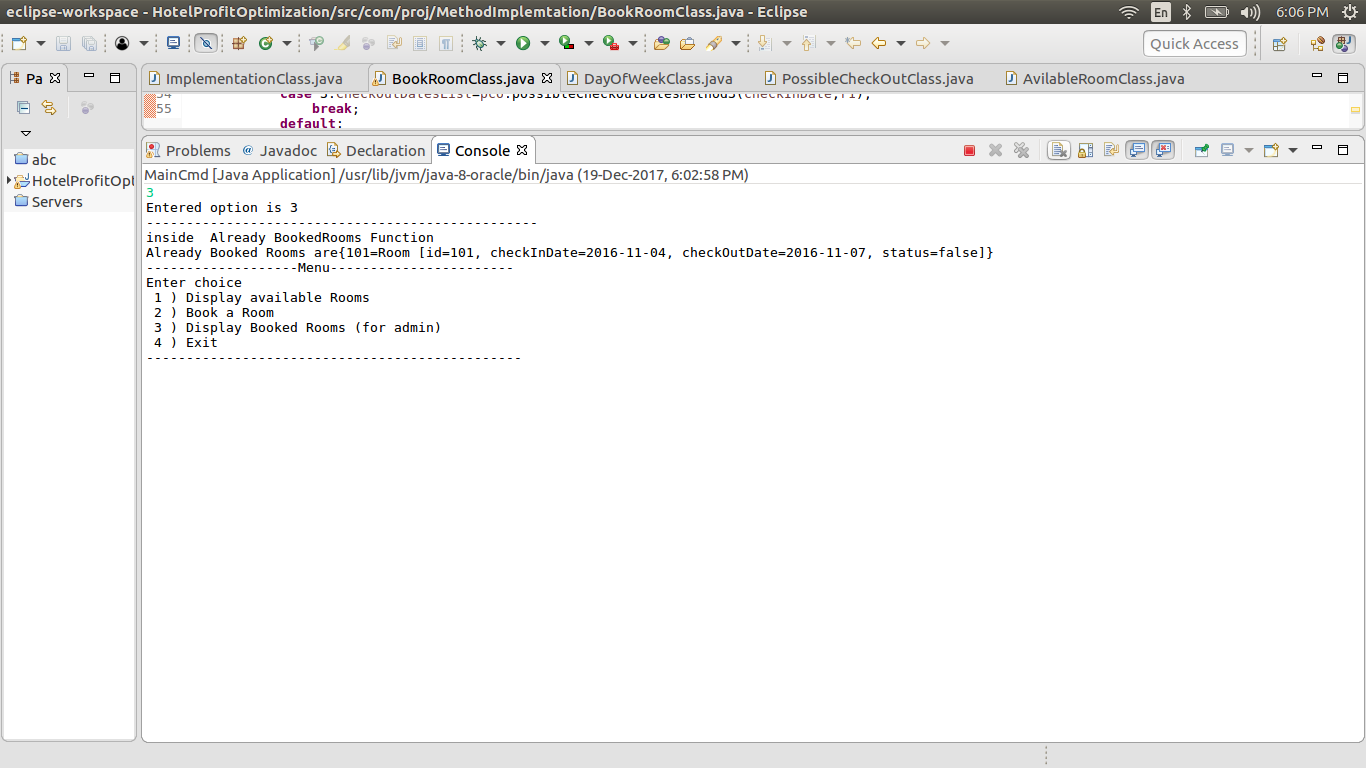 eclipse-workspace - HotelProfitOptimization/src/com/proj/MethodImplemtation/BookRoomClass.java - Eclipse
En
6:06 PM
Quick Access
Pa
ImplementationClass.java
BookRoomClass.java
DayOfWeekClass.java
PossibleCheckOutClass.java
AvilableRoomClass.java
54 case 3:checkOutDatesList=pco.possibleCheckOutDatesMethod3(checkInDate,r1);
55 break;
default:
abc
HotelProfitOpt
Servers
Problems @ Javadoc Declaration Console
MainCmd [Java Application] /usr/lib/jvm/java-8-oracle/bin/java (19-Dec-2017, 6:02:58 PM)
3
Entered option is 3
-------------------------------------------------
inside  Already BookedRooms Function
Already Booked Rooms are{101=Room [id=101, checkInDate=2016-11-04, checkOutDate=2016-11-07, status=false]}
-------------------Menu-----------------------
Enter choice
1 ) Display available Rooms
2 ) Book a Room
3 ) Display Booked Rooms (for admin)
4 ) Exit
-----------------------------------------------